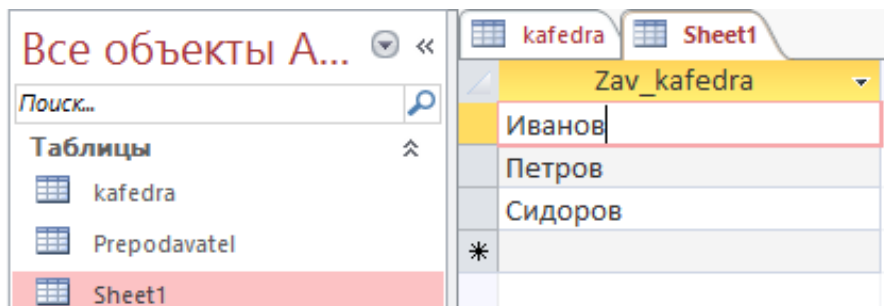 Все объекты А...
Поиск...
Таблицы
kafedra
Prepodavatel
Sheet1
kafedra Sheet1
Zav_kafedra
Иванов
Петров
Сидоров